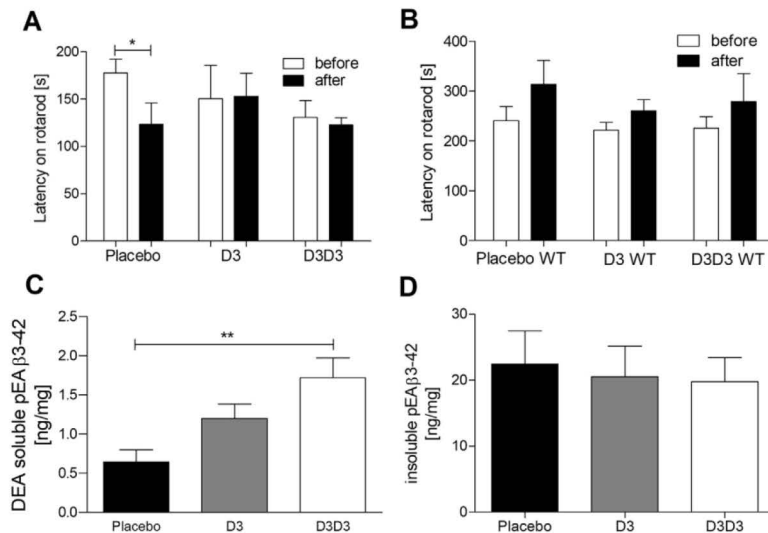 A
Latency on rotarod [s]
200
150
100
50
0
*
before
after
Placebo
D3
D3D3
B
Latency on rotarod [s]
400
300
200
300
0
before
after
Placebo WT
D3 WT
D3D3 WT
C
DEA soluble pEAβ3-42
[ng/mg]
2.5
2.0
1.5
1.0
0.5
0.0
**
Placebo
D3
D3D3
D
insoluble pEAβ3-42
[ng/mg]
30
20
10
0
Placebo
D3
D3D3